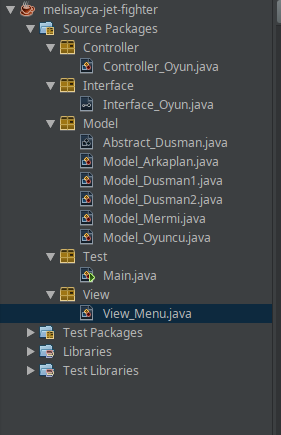 melisayca-jet-fighter
Source Packages
Controller
Controller_Oyun.java
Interface
Interface_Oyun.java
Model
Abstract_Dusman.java
Model_Arkaplan.java
Model_Dusman1.java
Model_Dusman2.java
Model_Mermi.java
Model_Oyuncu.java
Test
Main.java
View
View_Menu.java
Test Packages
Libraries
Test Libraries